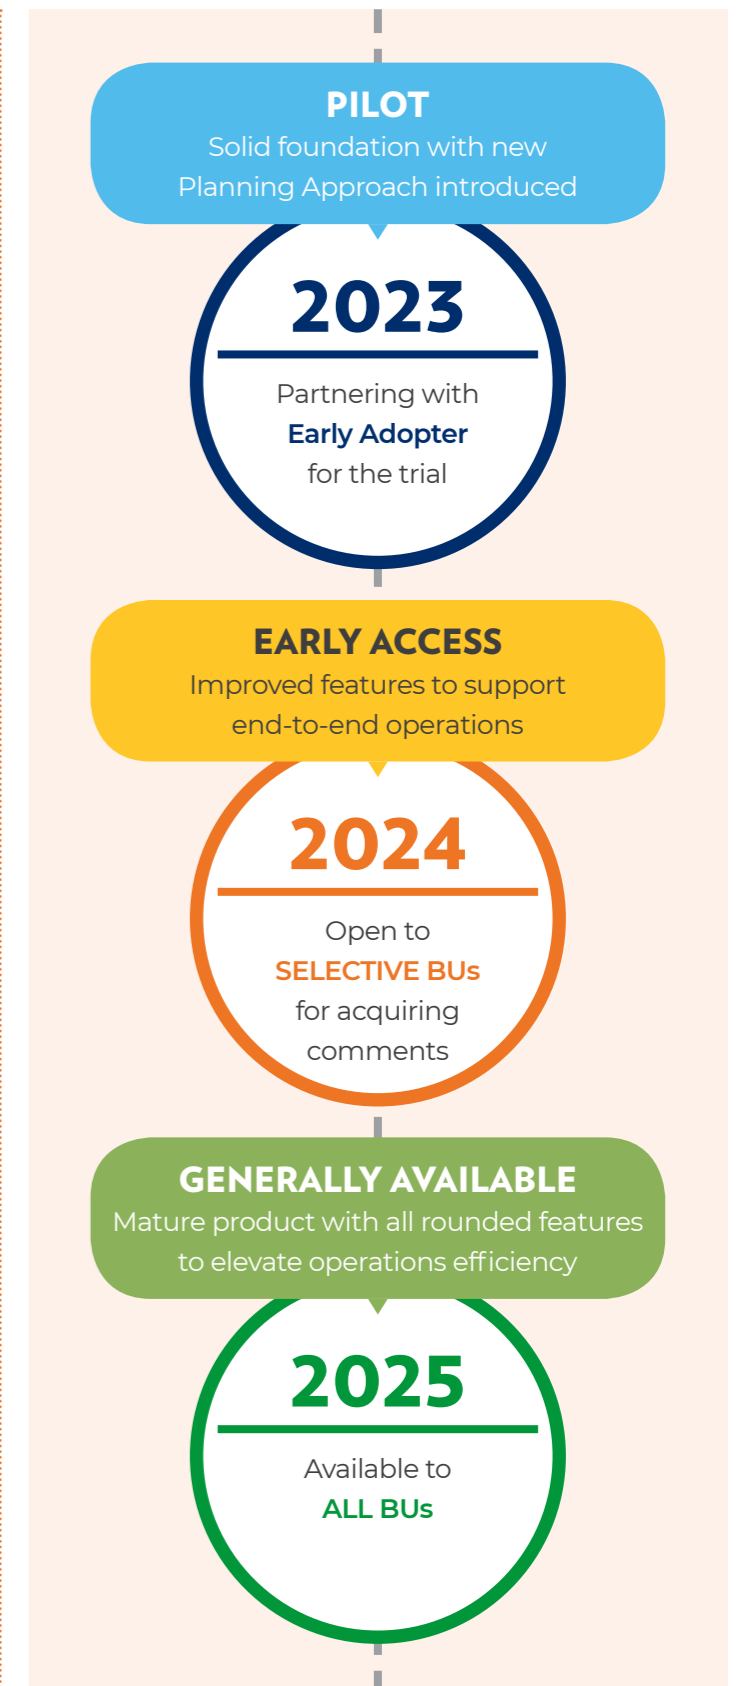 PILOT
Solid foundation with new
Planning Approach introduced
2023
Partnering with
Early Adopter
for the trial
EARLY ACCESS
Improved features to support
end-to-end operations
2024
Open to
SELECTIVE BUs
for acquiring
comments
GENERALLY AVAILABLE
Mature product with all rounded features
to elevate operations efficiency
2025
Available to
ALL BUs